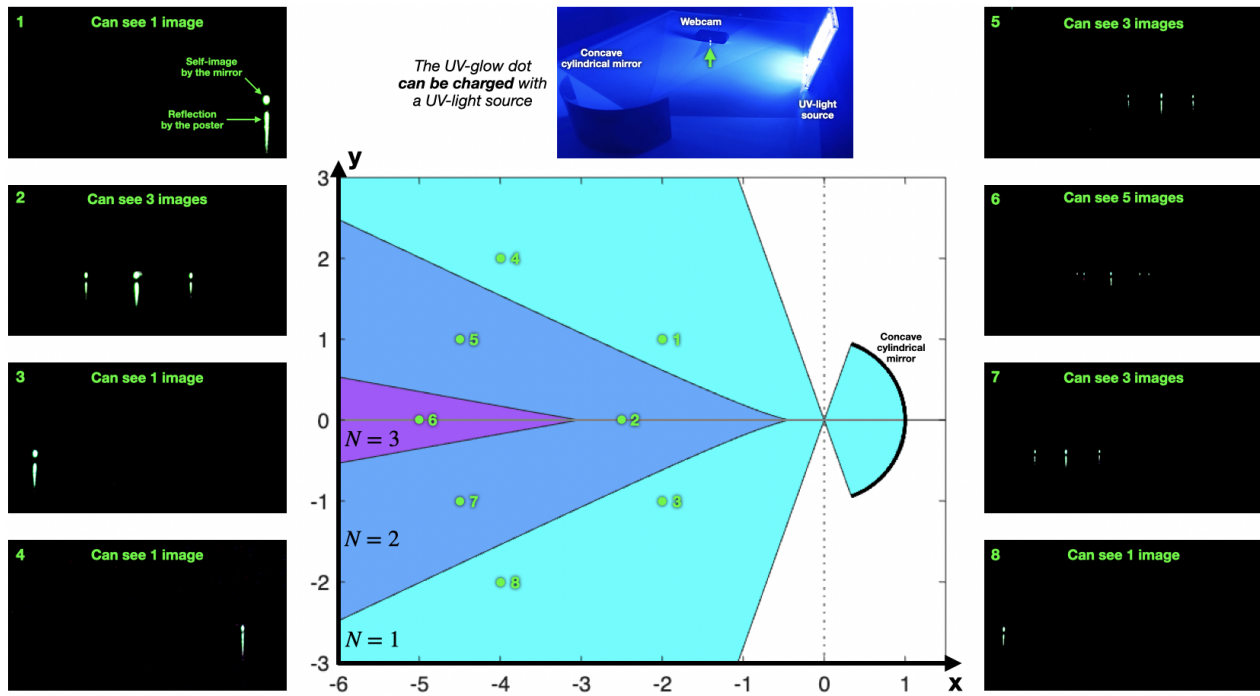 1
Can see 1 image
Self-image
by the mirror
Reflection
by the poster
2
Can see 3 images
3
Can see 1 image
4
Can see 1 image
The UV-glow dot
can be charged with
a UV-light source
Webcam
Concave
cylindrical mirror
UV-light
source
y
3
2
1
0
-1
-2
-3
4
5
1
6
2
7
3
8
N = 3
N = 2
N = 1
Concave
cylindrical
mirror
-6 -5 -4 -3 -2 -1 0 1
x
5
Can see 3 images
6
Can see 5 images
7
Can see 3 images
8
Can see 1 image